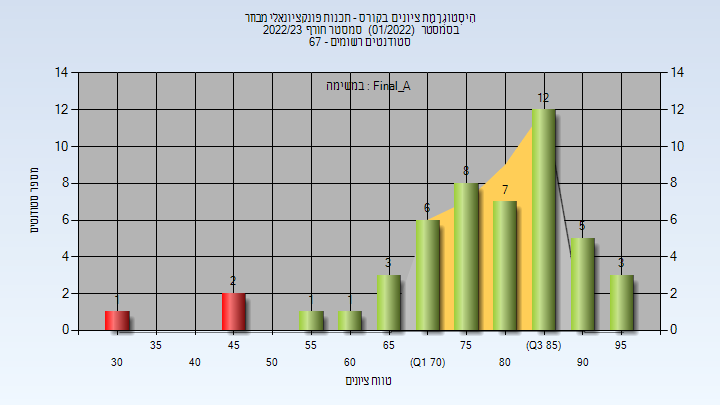 הִיסְטוֹגְרָמַת ציונים בקורס - תכנות פונקציונאלי מבחר
בסמסטר (01/2022) סמסטר חורף 2022/23
סטודנטים רשומים - 67
במשימה : Final_A
מספר סטודנטים
14 14
12 12
10 10
8 8
6 6
4 4
2 2
0 0
1 2 1 1 3 6 8 7 12 5 3
35 45 55 65 75 (Q3 85) 95
30 40 50 60 (Q1 70) 80 90
טווח ציונים